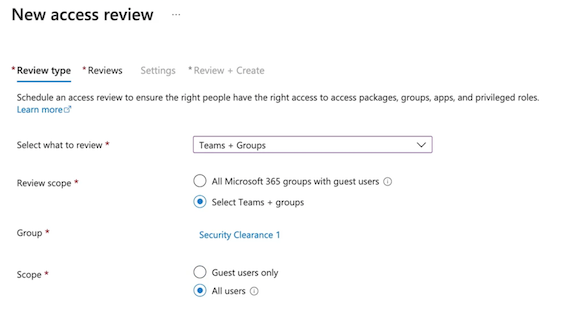 New access review ...
* Review type * Reviews Settings * Review + Create
Schedule an access review to ensure the right people have the right access to access packages, groups, apps, and privileged roles.
Learn more
Select what to review * Teams + Groups
Review scope * All Microsoft 365 groups with guest users
Select Teams + groups
Group * Security Clearance 1
Scope * Guest users only
All users